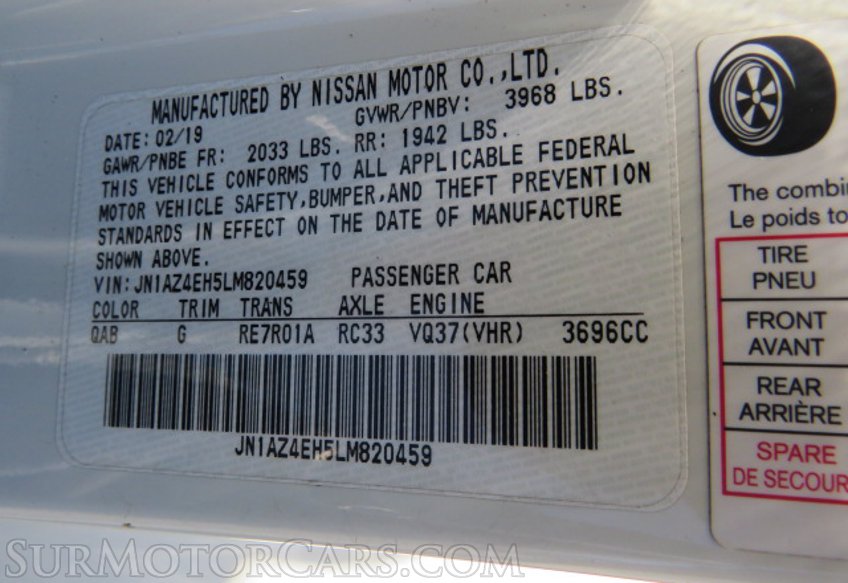 MANUFACTURED BY NISSAN MOTOR CO.,LTD.
DATE: 02/19 GVWR/PNBV: 3968 LBS.
GAWR/PNBE FR: 2033 LBS. RR: 1942 LBS.
THIS VEHICLE CONFORMS TO ALL APPLICABLE FEDERAL
MOTOR VEHICLE SAFETY,BUMPER,AND THEFT PREVENTION
STANDARDS IN EFFECT ON THE DATE OF MANUFACTURE
SHOWN ABOVE.
VIN:JN1AZ4EH5LM820459 PASSENGER CAR
COLOR TRIM TRANS AXLE ENGINE
QAB G RE7R01A RC33 VQ37(VHR) 3696CC
JN1AZ4EH5LM820459
The combin
Le poids to
TIRE
PNEU
FRONT
AVANT
REAR
ARRIÈRE
SPARE
DE SECOUR
SURMOTORCARS.COM